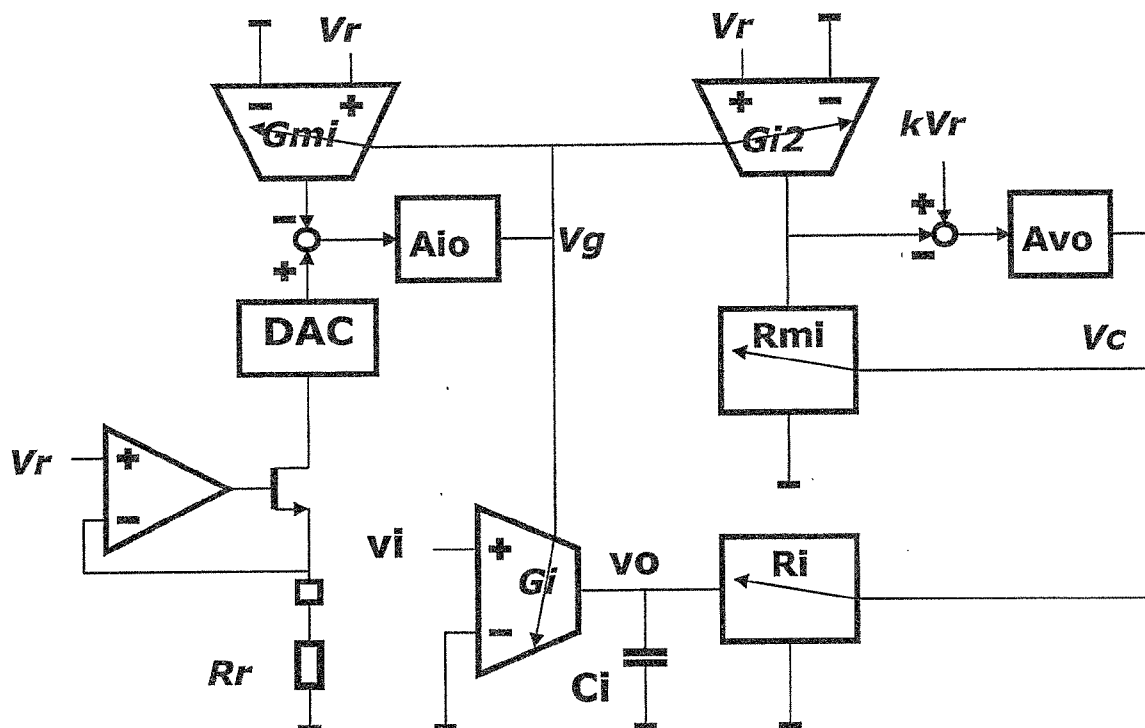 Vr
Vr
− +
+ −
Gmi
Gi2
kVr
−
+
+
−
Aio
Vg
Avo
DAC
Rmi
Vc
Vr
+
−
vi
+
−
Gi
vo
Ri
Rr
Ci